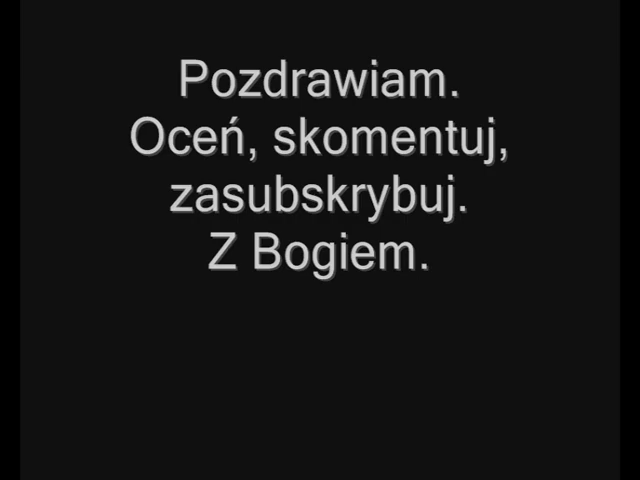 Pozdrawiam.
Oceń, skomentuj,
zasubskrybuj.
Z Bogiem.